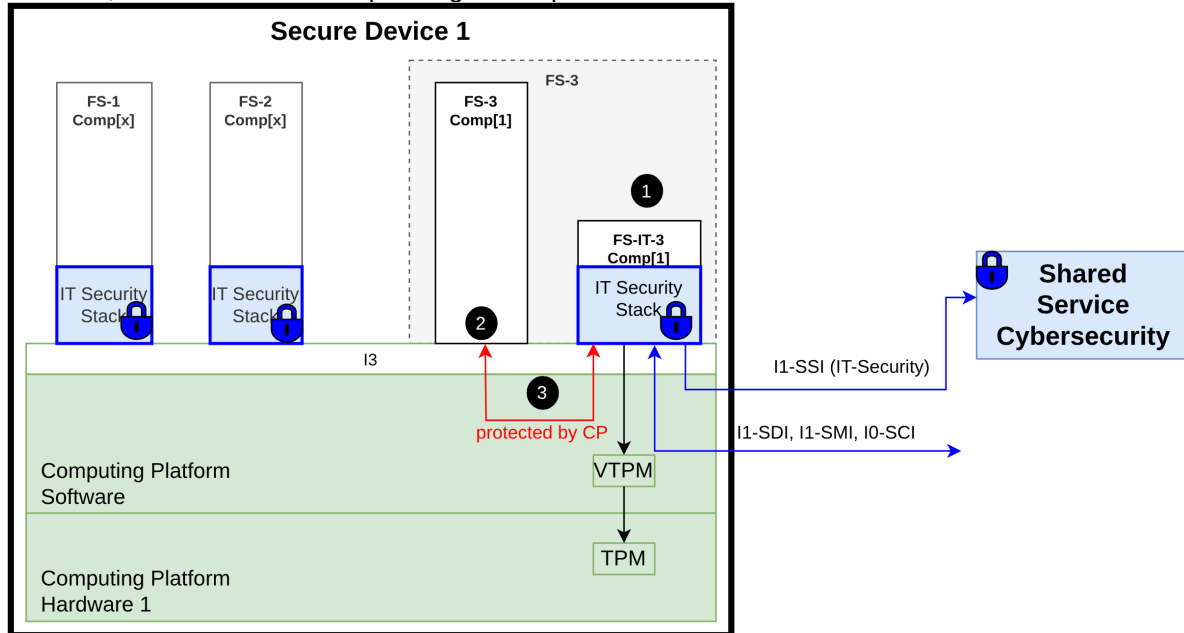 Secure Device 1
FS-3
FS-1
Comp[x]
FS-2
Comp[x]
FS-3
Comp[1]
1
FS-IT-3
Comp[1]
IT Security
Stack
IT Security
Stack
IT Security
Stack
2
I3
3
protected by CP
Shared
Service
Cybersecurity
I1-SSI (IT-Security)
I1-SDI, I1-SMI, I0-SCI
Computing Platform
Software
VTPM
TPM
Computing Platform
Hardware 1